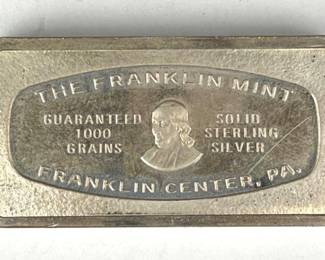 THE FRANKLIN MINT
GUARANTEED
1000
GRAINS
SOLID
STERLING
SILVER
FRANKLIN CENTER, PA.